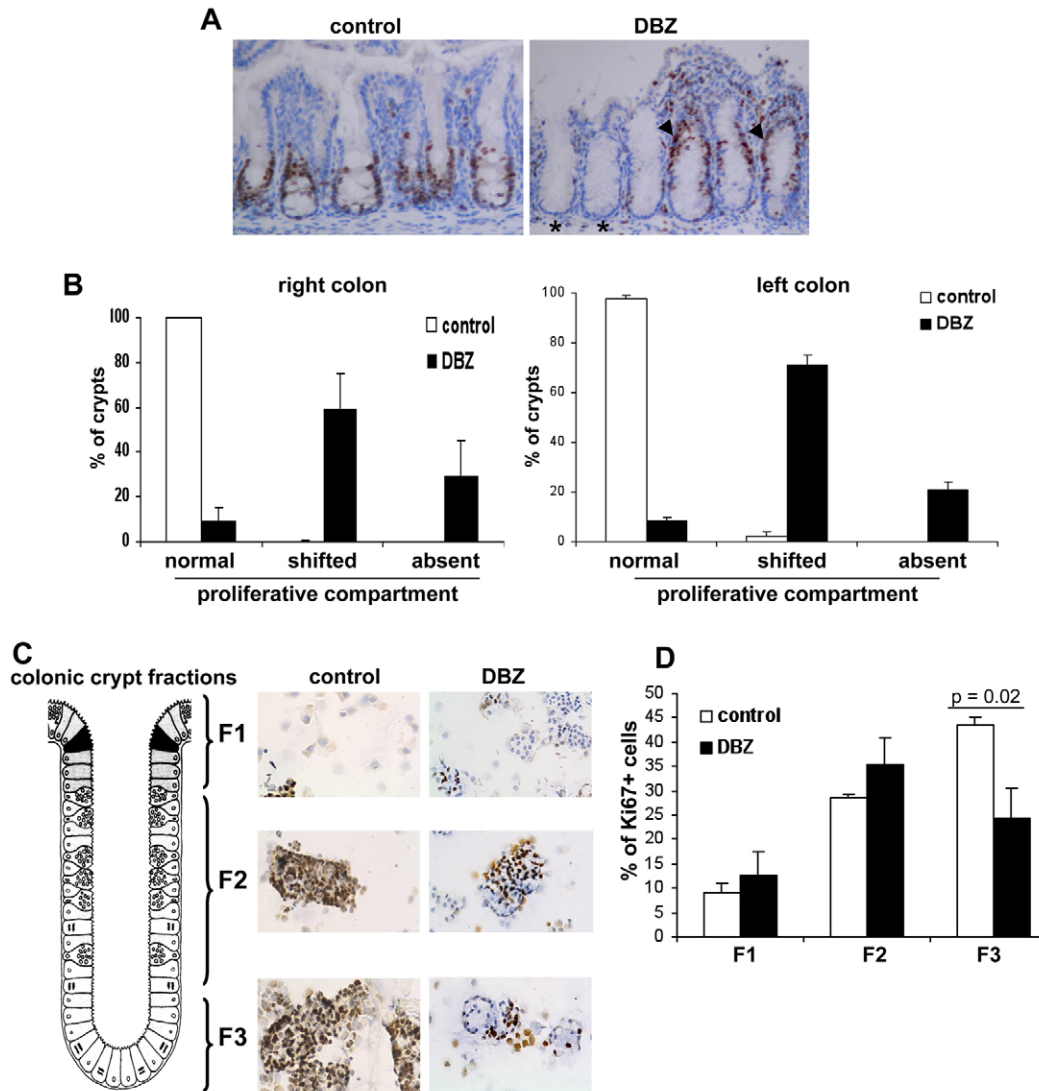 A
control DBZ
* *
B
right colon
% of crypts
100
80
60
40
20
0
control
DBZ
normal shifted absent
proliferative compartment
left colon
% of crypts
100
80
60
40
20
0
control
DBZ
normal shifted absent
proliferative compartment
C
colonic crypt fractions
control DBZ
F1
F2
F3
D
% of Ki67+ cells
50
45
40
35
30
25
20
15
10
5
0
control
DBZ
p = 0.02
F1 F2 F3